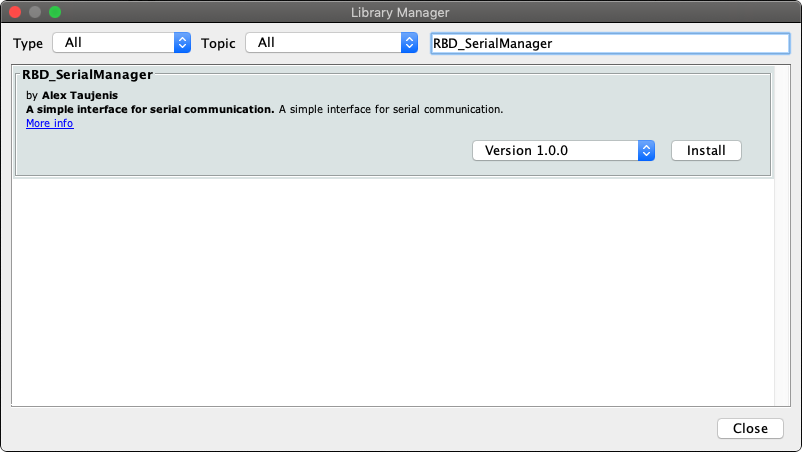 Library Manager
Type All Topic All RBD_SerialManager
RBD_SerialManager
by Alex Taujenis
A simple interface for serial communication. A simple interface for serial communication.
More info
Version 1.0.0 Install
Close